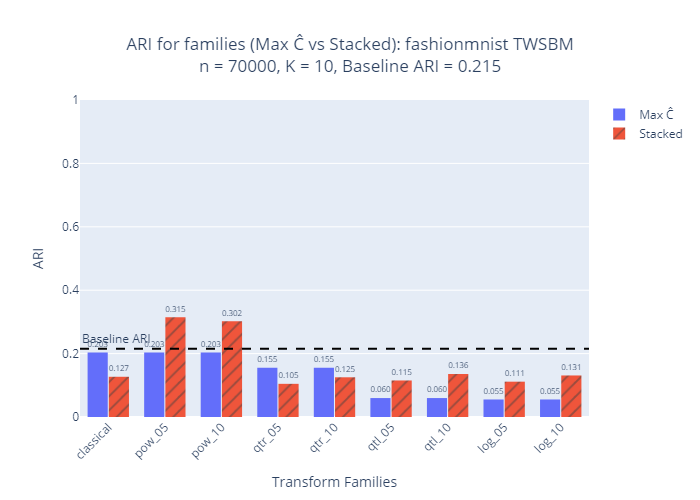 ARI for families (Max Ĉ vs Stacked): fashionmnist TWSBM
n = 70000, K = 10, Baseline ARI = 0.215
Max Ĉ
Stacked
ARI
1
0.8
0.6
0.4
0.2
0
Baseline ARI
0.203
0.127
0.203
0.315
0.203
0.302
0.155
0.105
0.155
0.125
0.060
0.115
0.060
0.136
0.055
0.111
0.055
0.131
classical
pow_05
pow_10
qtr_05
qtr_10
qtl_05
qtl_10
log_05
log_10
Transform Families